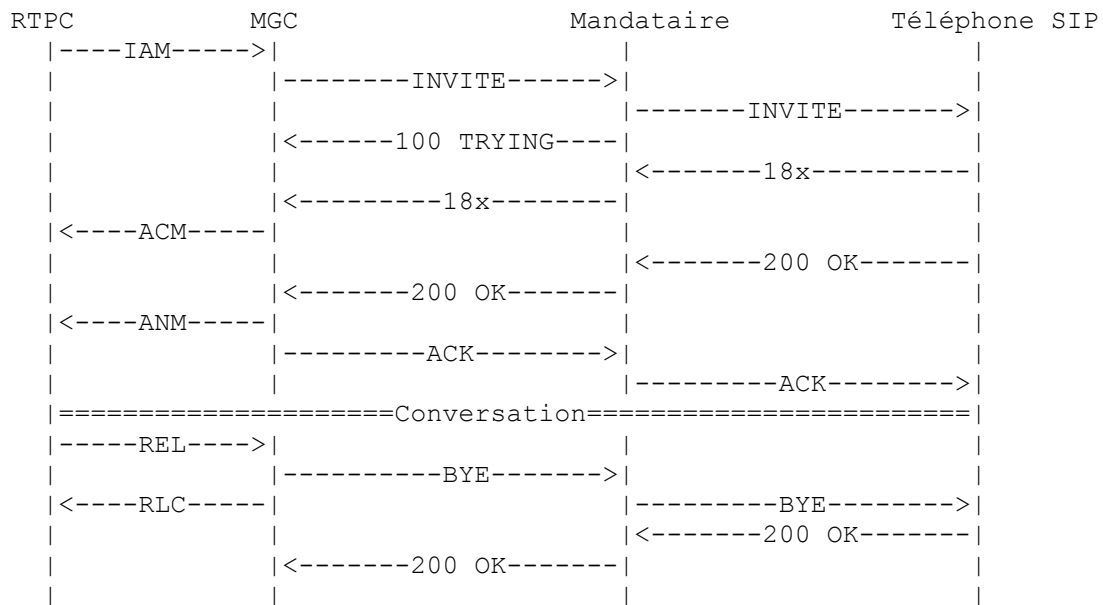 RTPC MGC Mandataire Téléphone SIP
|----IAM----->| | |
| |--------INVITE------>| |
| | |-------INVITE------->|
| |<------100 TRYING----| |
| | |<-------18x----------|
| |<---------18x--------| |
|<----ACM-----| | |
| | |<-------200 OK-------|
| |<-------200 OK-------| |
|<----ANM-----| | |
| |---------ACK-------->| |
| | |---------ACK-------->|
|=====================Conversation========================|
|-----REL---->| | |
| |----------BYE------->| |
|<----RLC-----| |---------BYE-------->|
| | |<-------200 OK-------|
| |<-------200 OK-------| |
| | | |